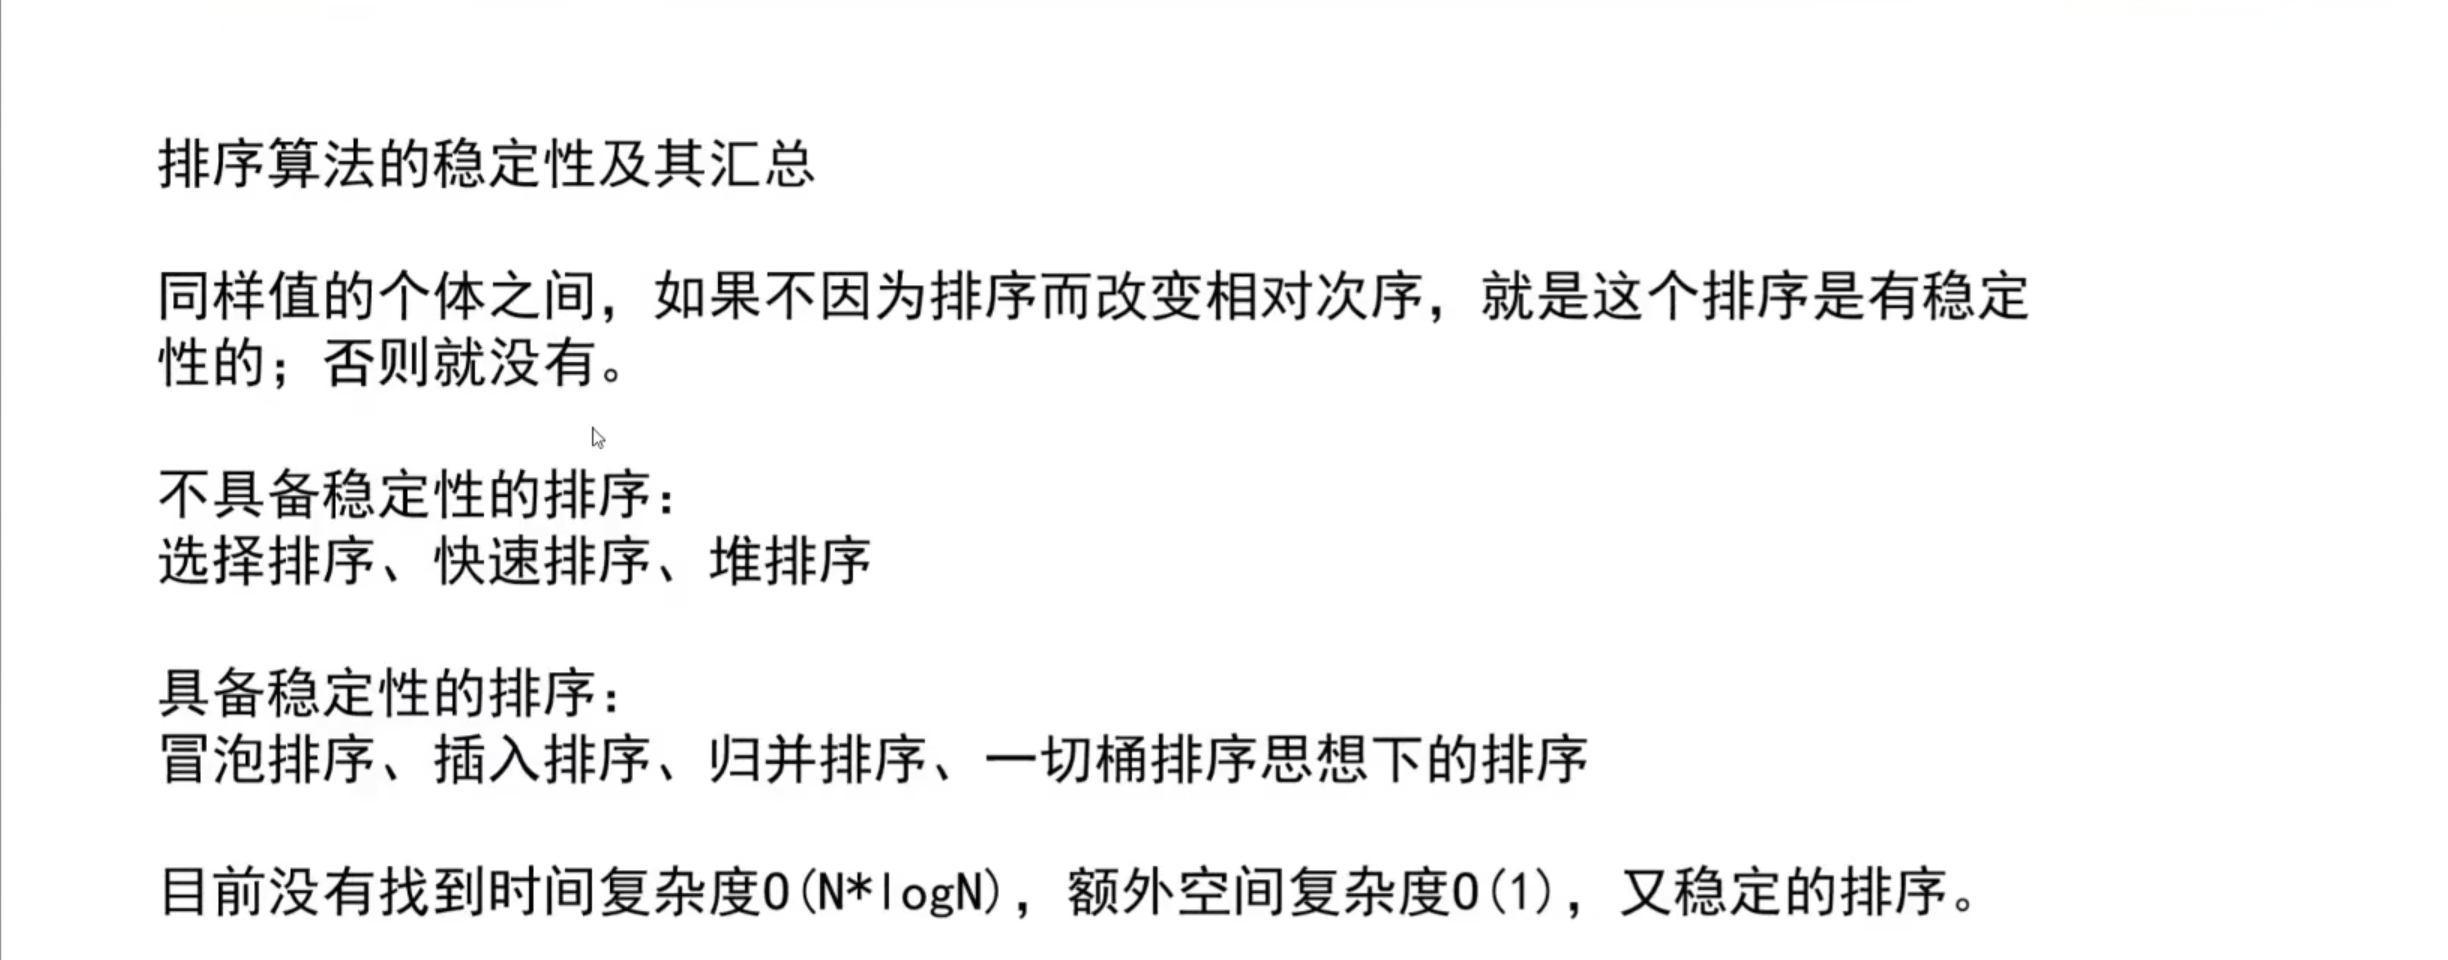 排序算法的稳定性及其汇总
同样值的个体之间，如果不因为排序而改变相对次序，就是这个排序是有稳定
性的；否则就没有。
不具备稳定性的排序：
选择排序、快速排序、堆排序
具备稳定性的排序：
冒泡排序、插入排序、归并排序、一切桶排序思想下的排序
目前没有找到时间复杂度O(N*logN)，额外空间复杂度O(1)，又稳定的排序。